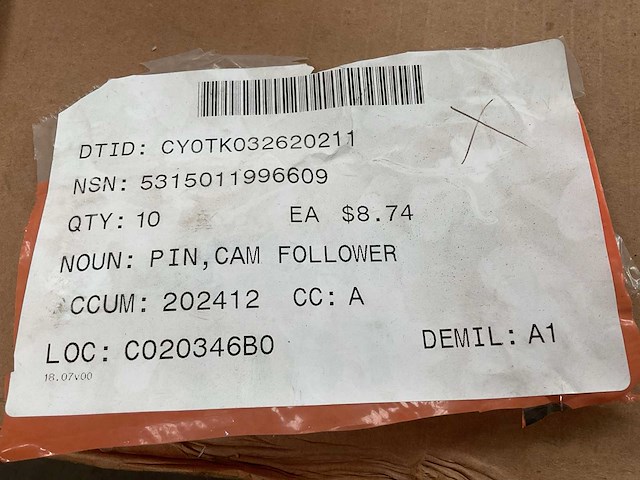 DTID: CY0TK032620211
NSN: 5315011996609
QTY: 10 EA $8.74
NOUN: PIN,CAM FOLLOWER
CCUM: 202412 CC: A
LOC: C020346B0 DEMIL: A1
18.07v00